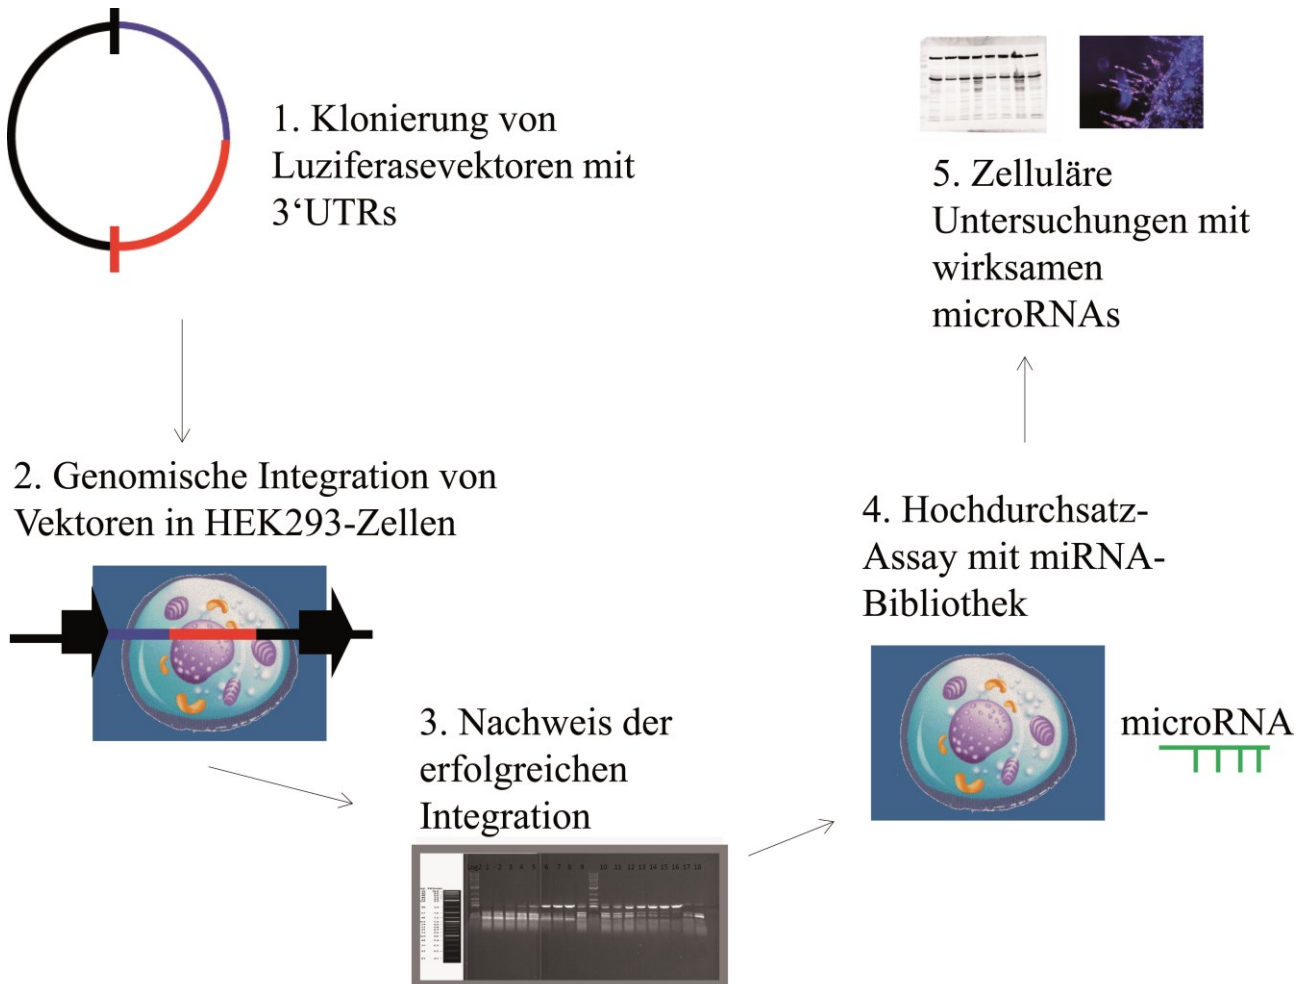 1. Klonierung von
Luziferasevektoren mit
3‘UTRs
2. Genomische Integration von
Vektoren in HEK293-Zellen
3. Nachweis der
erfolgreichen
Integration
4. Hochdurchsatz-
Assay mit miRNA-
Bibliothek
microRNA
5. Zelluläre
Untersuchungen mit
wirksamen
microRNAs